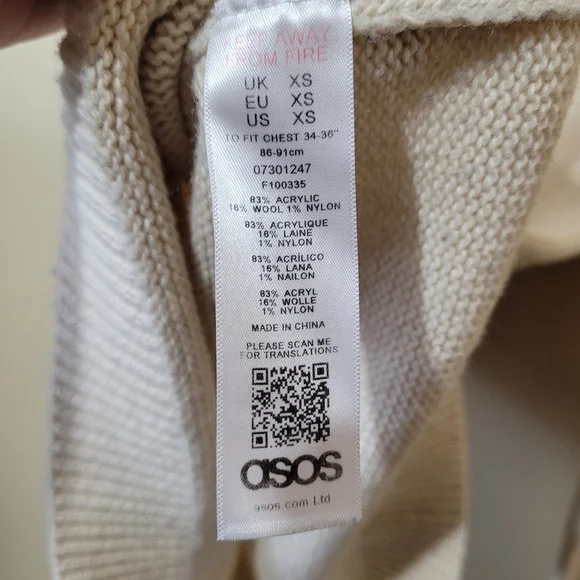 KEEP AWAY
FROM FIRE
UK XS
EU XS
US XS
TO FIT CHEST 34-36"
86-91cm
07301247
F100335
83% ACRYLIC
16% WOOL 1% NYLON
83% ACRYLIQUE
16% LAINE
1% NYLON
83% ACRÍLICO
16% LANA
1% NAILON
83% ACRYL
16% WOLLE
1% NYLON
MADE IN CHINA
PLEASE SCAN ME
FOR TRANSLATIONS
asos
asos.com Ltd